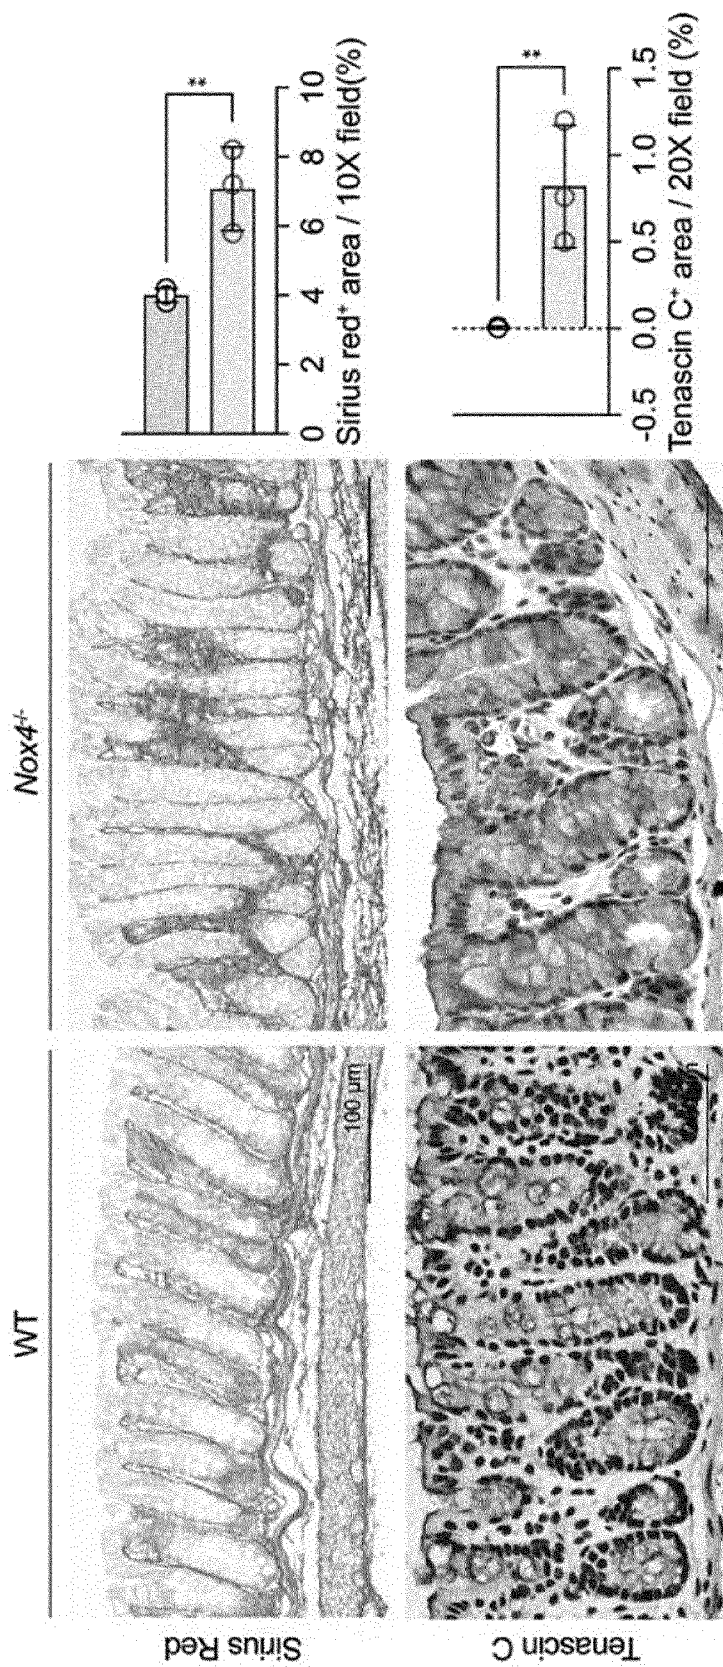 WT
Nox4-/-
Sirius Red
100 µm
Sirius red+ area / 10X field(%)
0
2
4
6
8
10
**
Tenascin C
m
Tenascin C+ area / 20X field (%)
-0.5
0.0
0.5
1.0
1.5
**